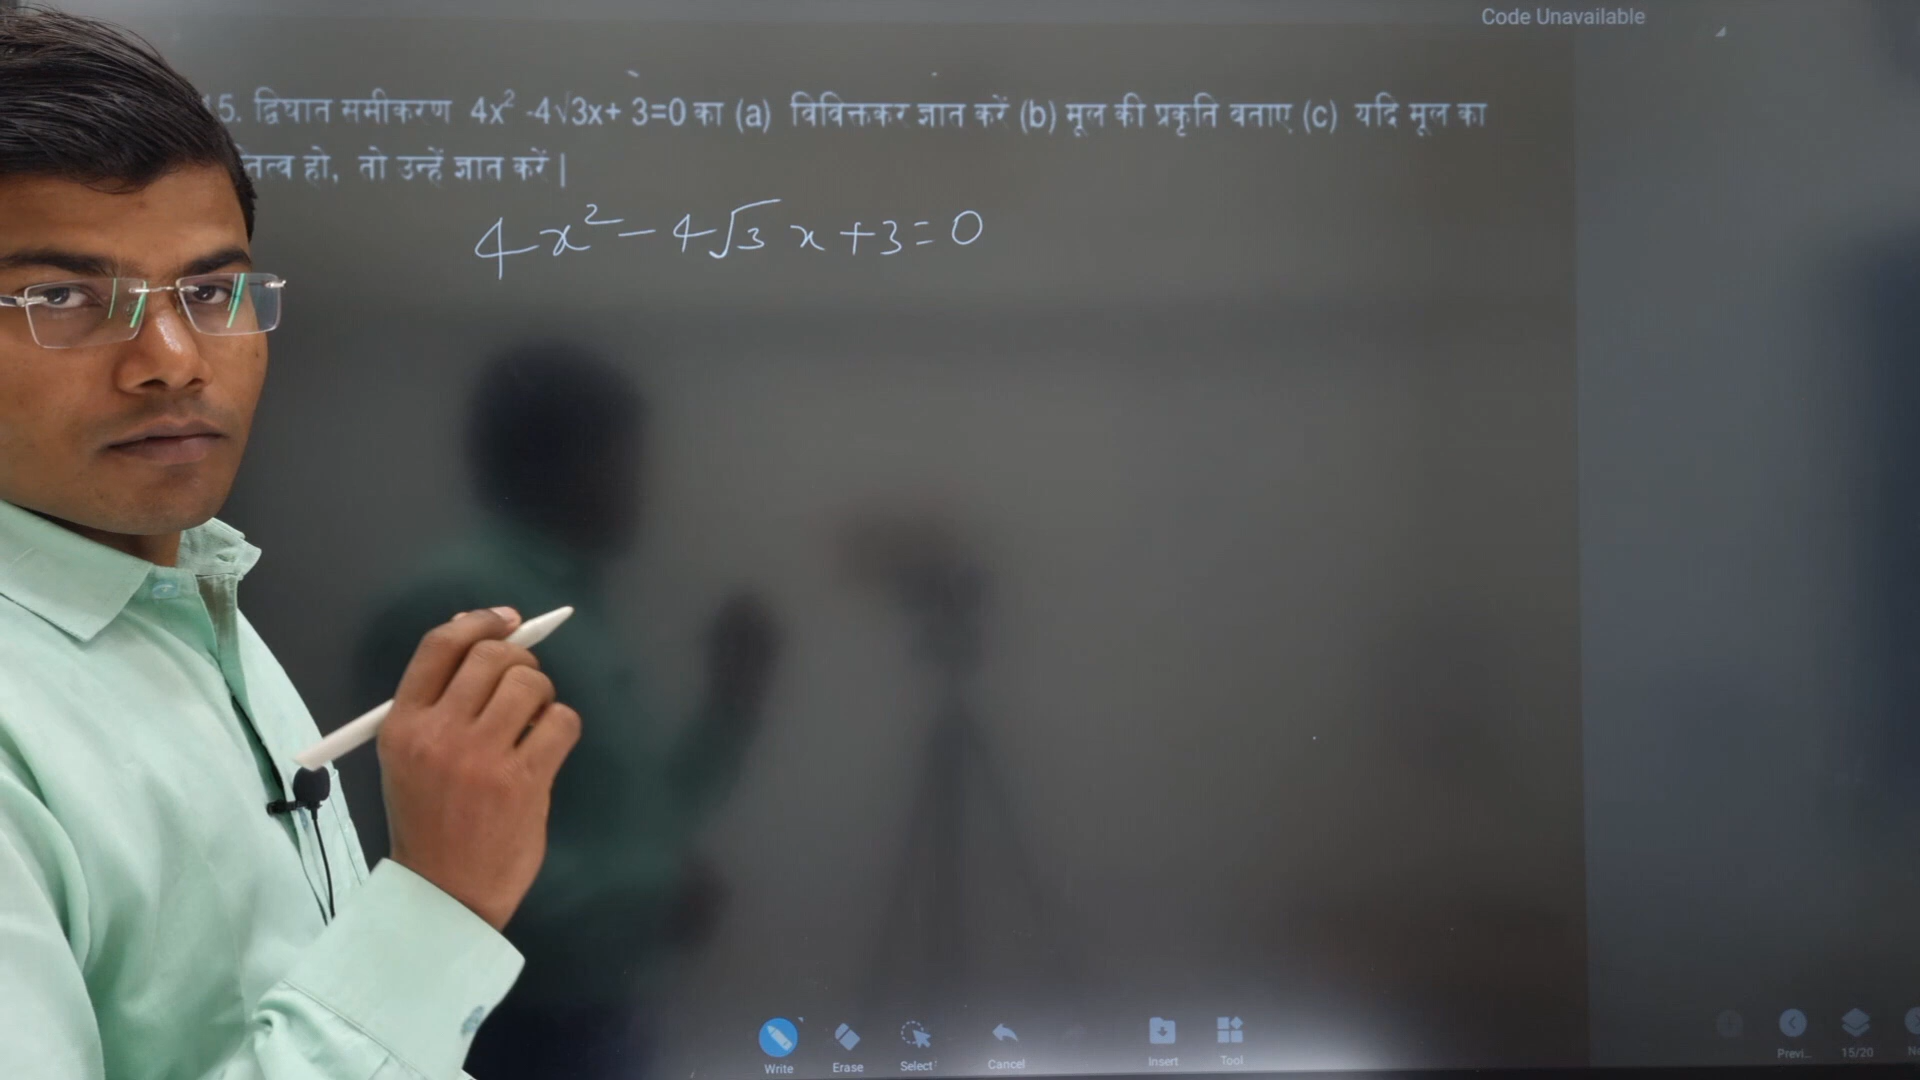 Code Unavailable
15. द्विघात समीकरण 4x² -4√3x+ 3=0 का (a) विविक्तकर ज्ञात करें (b) मूल की प्रकृति बताए (c) यदि मूल का
हो, तो उन्हें ज्ञात करें |
4x² - 4√3 x + 3 = 0
Write Erase Select Cancel Insert Tool Previ... 15/20